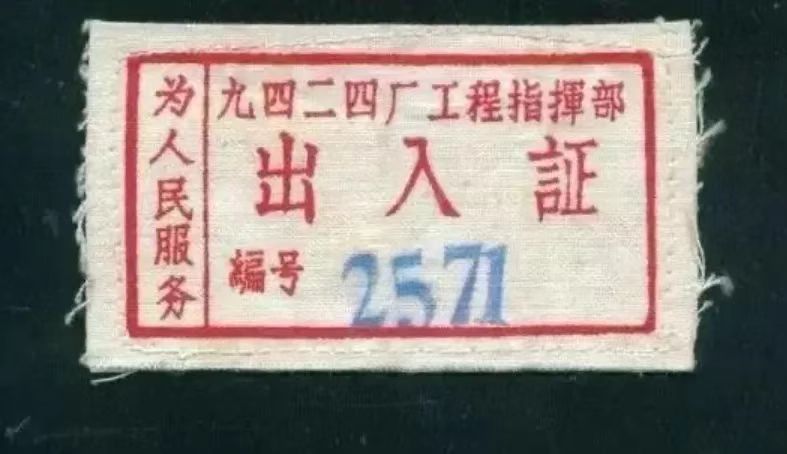 为人民服务
九四二四厂工程指揮部
出入証
编号 2571